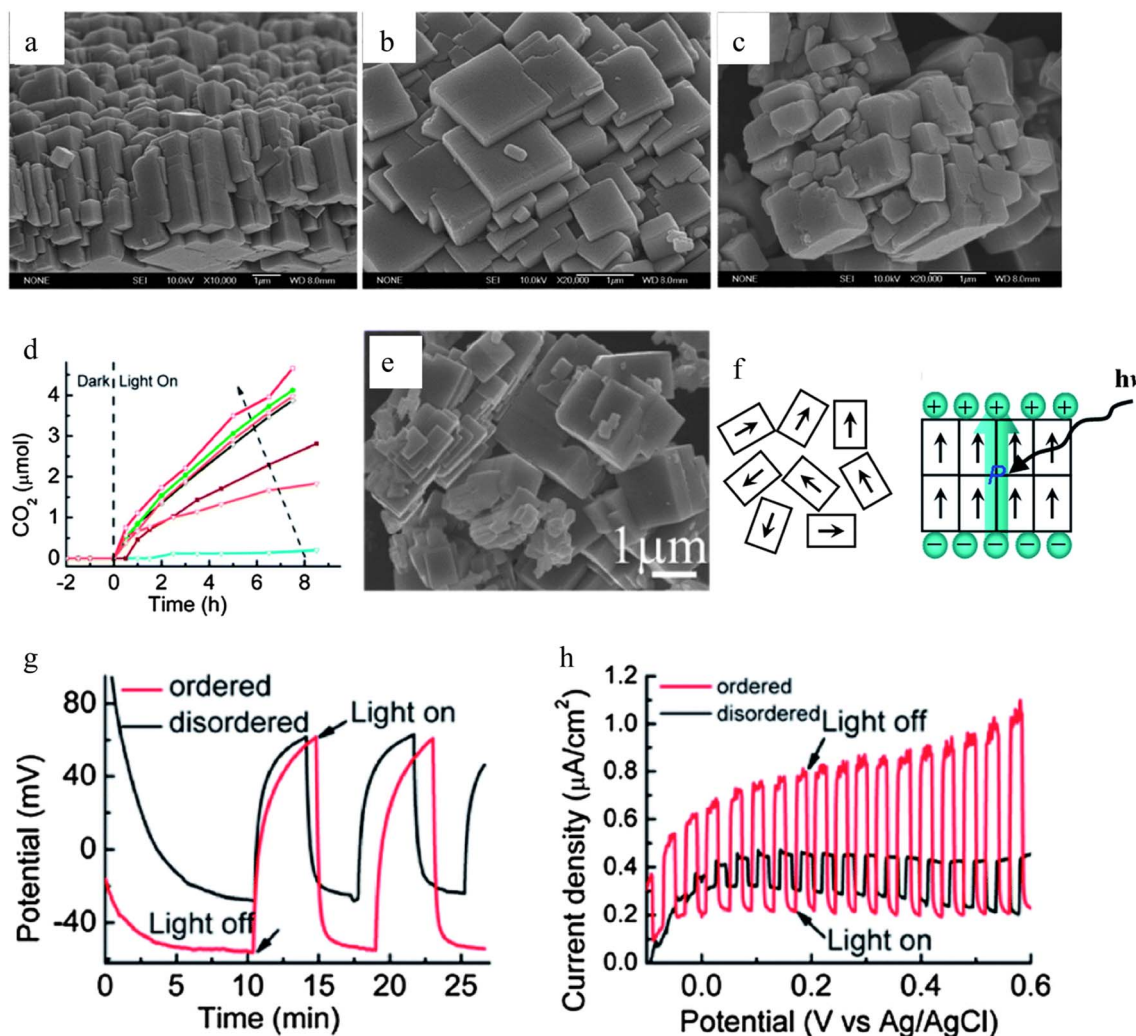 a
b
c
NONE SEI 10.0kV X10,000 1μm WD 8.0mm
NONE SEI 10.0kV X20,000 1μm WD 8.0mm
NONE SEI 10.0kV X20,000 1μm WD 8.0mm
d
Dark Light On
CO2 (μmol)
4
3
2
1
0
-2 0 2 4 6 8
Time (h)
e
1μm
f
hν
+ + + + +
P
− − − − −
g
ordered
disordered
Light on
Light off
Potential (mV)
80
40
0
-40
0 5 10 15 20 25
Time (min)
h
ordered
disordered
Light off
Light on
Current density (μA/cm²)
1.2
1.0
0.8
0.6
0.4
0.2
0.0
0.0 0.2 0.4 0.6
Potential (V vs Ag/AgCl)